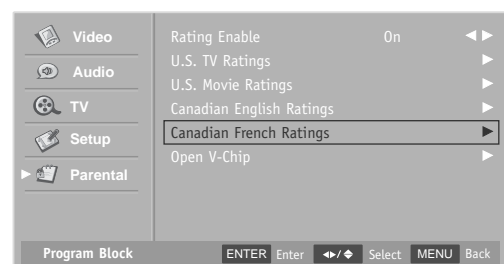 Video
Audio
TV
Setup
Parental
Rating Enable On
U.S. TV Ratings
U.S. Movie Ratings
Canadian English Ratings
Canadian French Ratings
Open V-Chip
Program Block ENTER Enter Select MENU Back